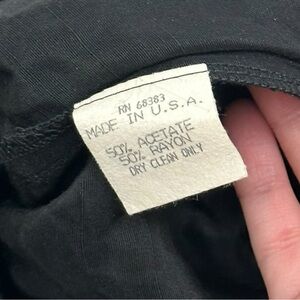 RN 68383
MADE IN U.S.A.
50% ACETATE
50% RAYON
DRY CLEAN ONLY